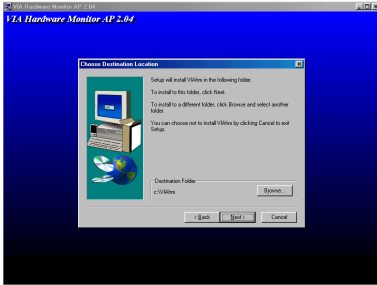 VIA Hardware Monitor AP 2.04
VIA Hardware Monitor AP 2.04
Choose Destination Location
Setup will install VIAhm in the following folder.
To install to this folder, click Next.
To install to a different folder, click Browse and select another
folder.
You can choose not to install VIAhm by clicking Cancel to exit
Setup.
Destination Folder
c:\VIAhm
Browse...
< Back
Next >
Cancel